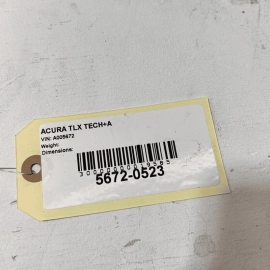 ACURA TLX TECH+A
VIN: A005672
Weight:
Dimensions:
5672-0523